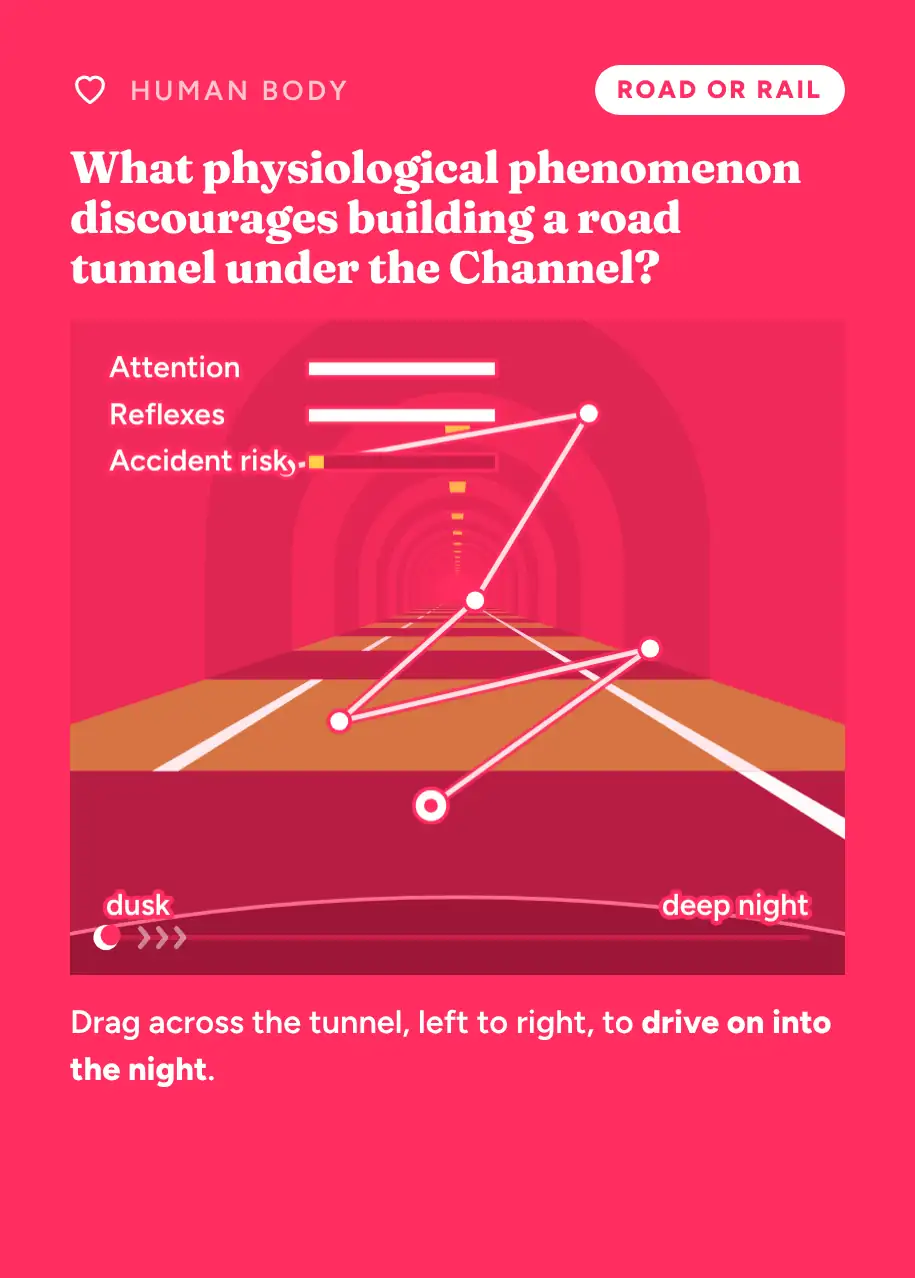 HUMAN BODY
ROAD OR RAIL
What physiological phenomenon
discourages building a road
tunnel under the Channel?
Attention
Reflexes
Accident risk
dusk
deep night
Drag across the tunnel, left to right, to drive on into
the night.